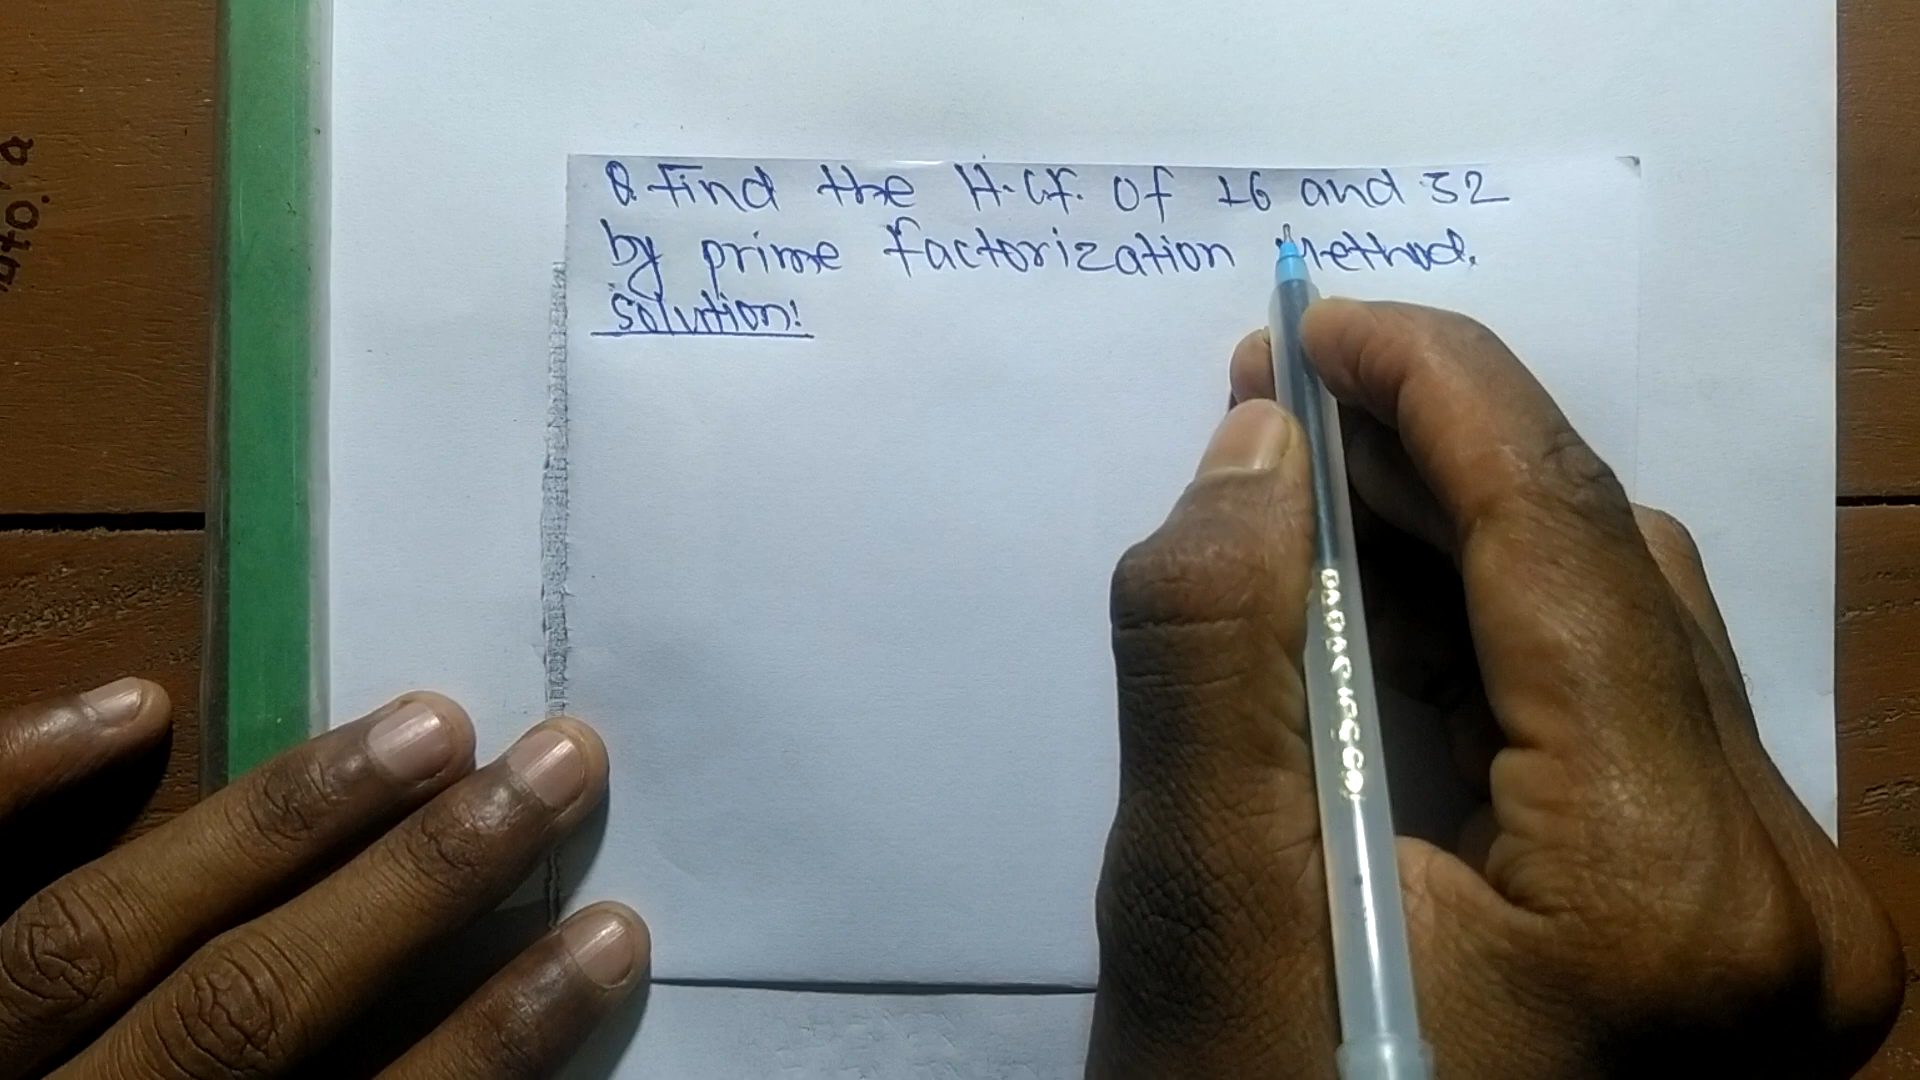 Q. Find the H.C.F. of 16 and 32
by prime factorization method.
Solution: